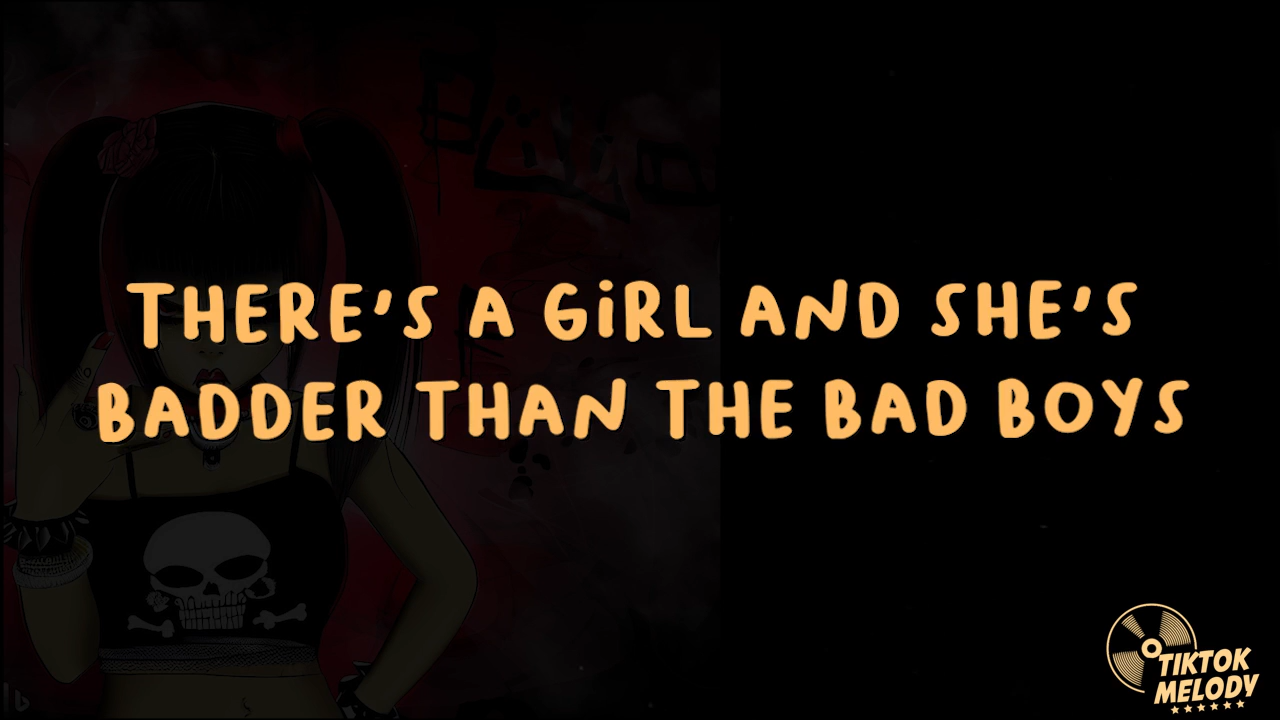 THERE'S A GiRL AND SHE'S
BADDER THAN THE BAD BOYS
TIKTOK
MELODY